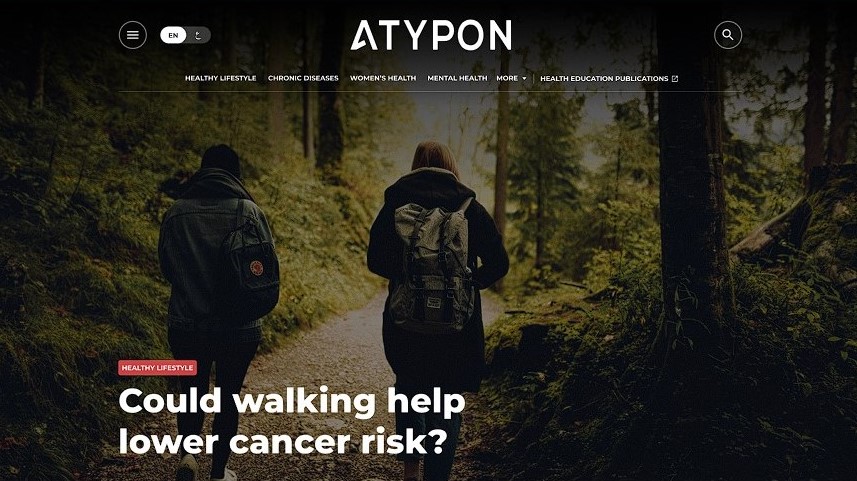 EN ع
ATYPON
HEALTHY LIFESTYLE CHRONIC DISEASES WOMEN'S HEALTH MENTAL HEALTH MORE HEALTH EDUCATION PUBLICATIONS
HEALTHY LIFESTYLE
Could walking help
lower cancer risk?